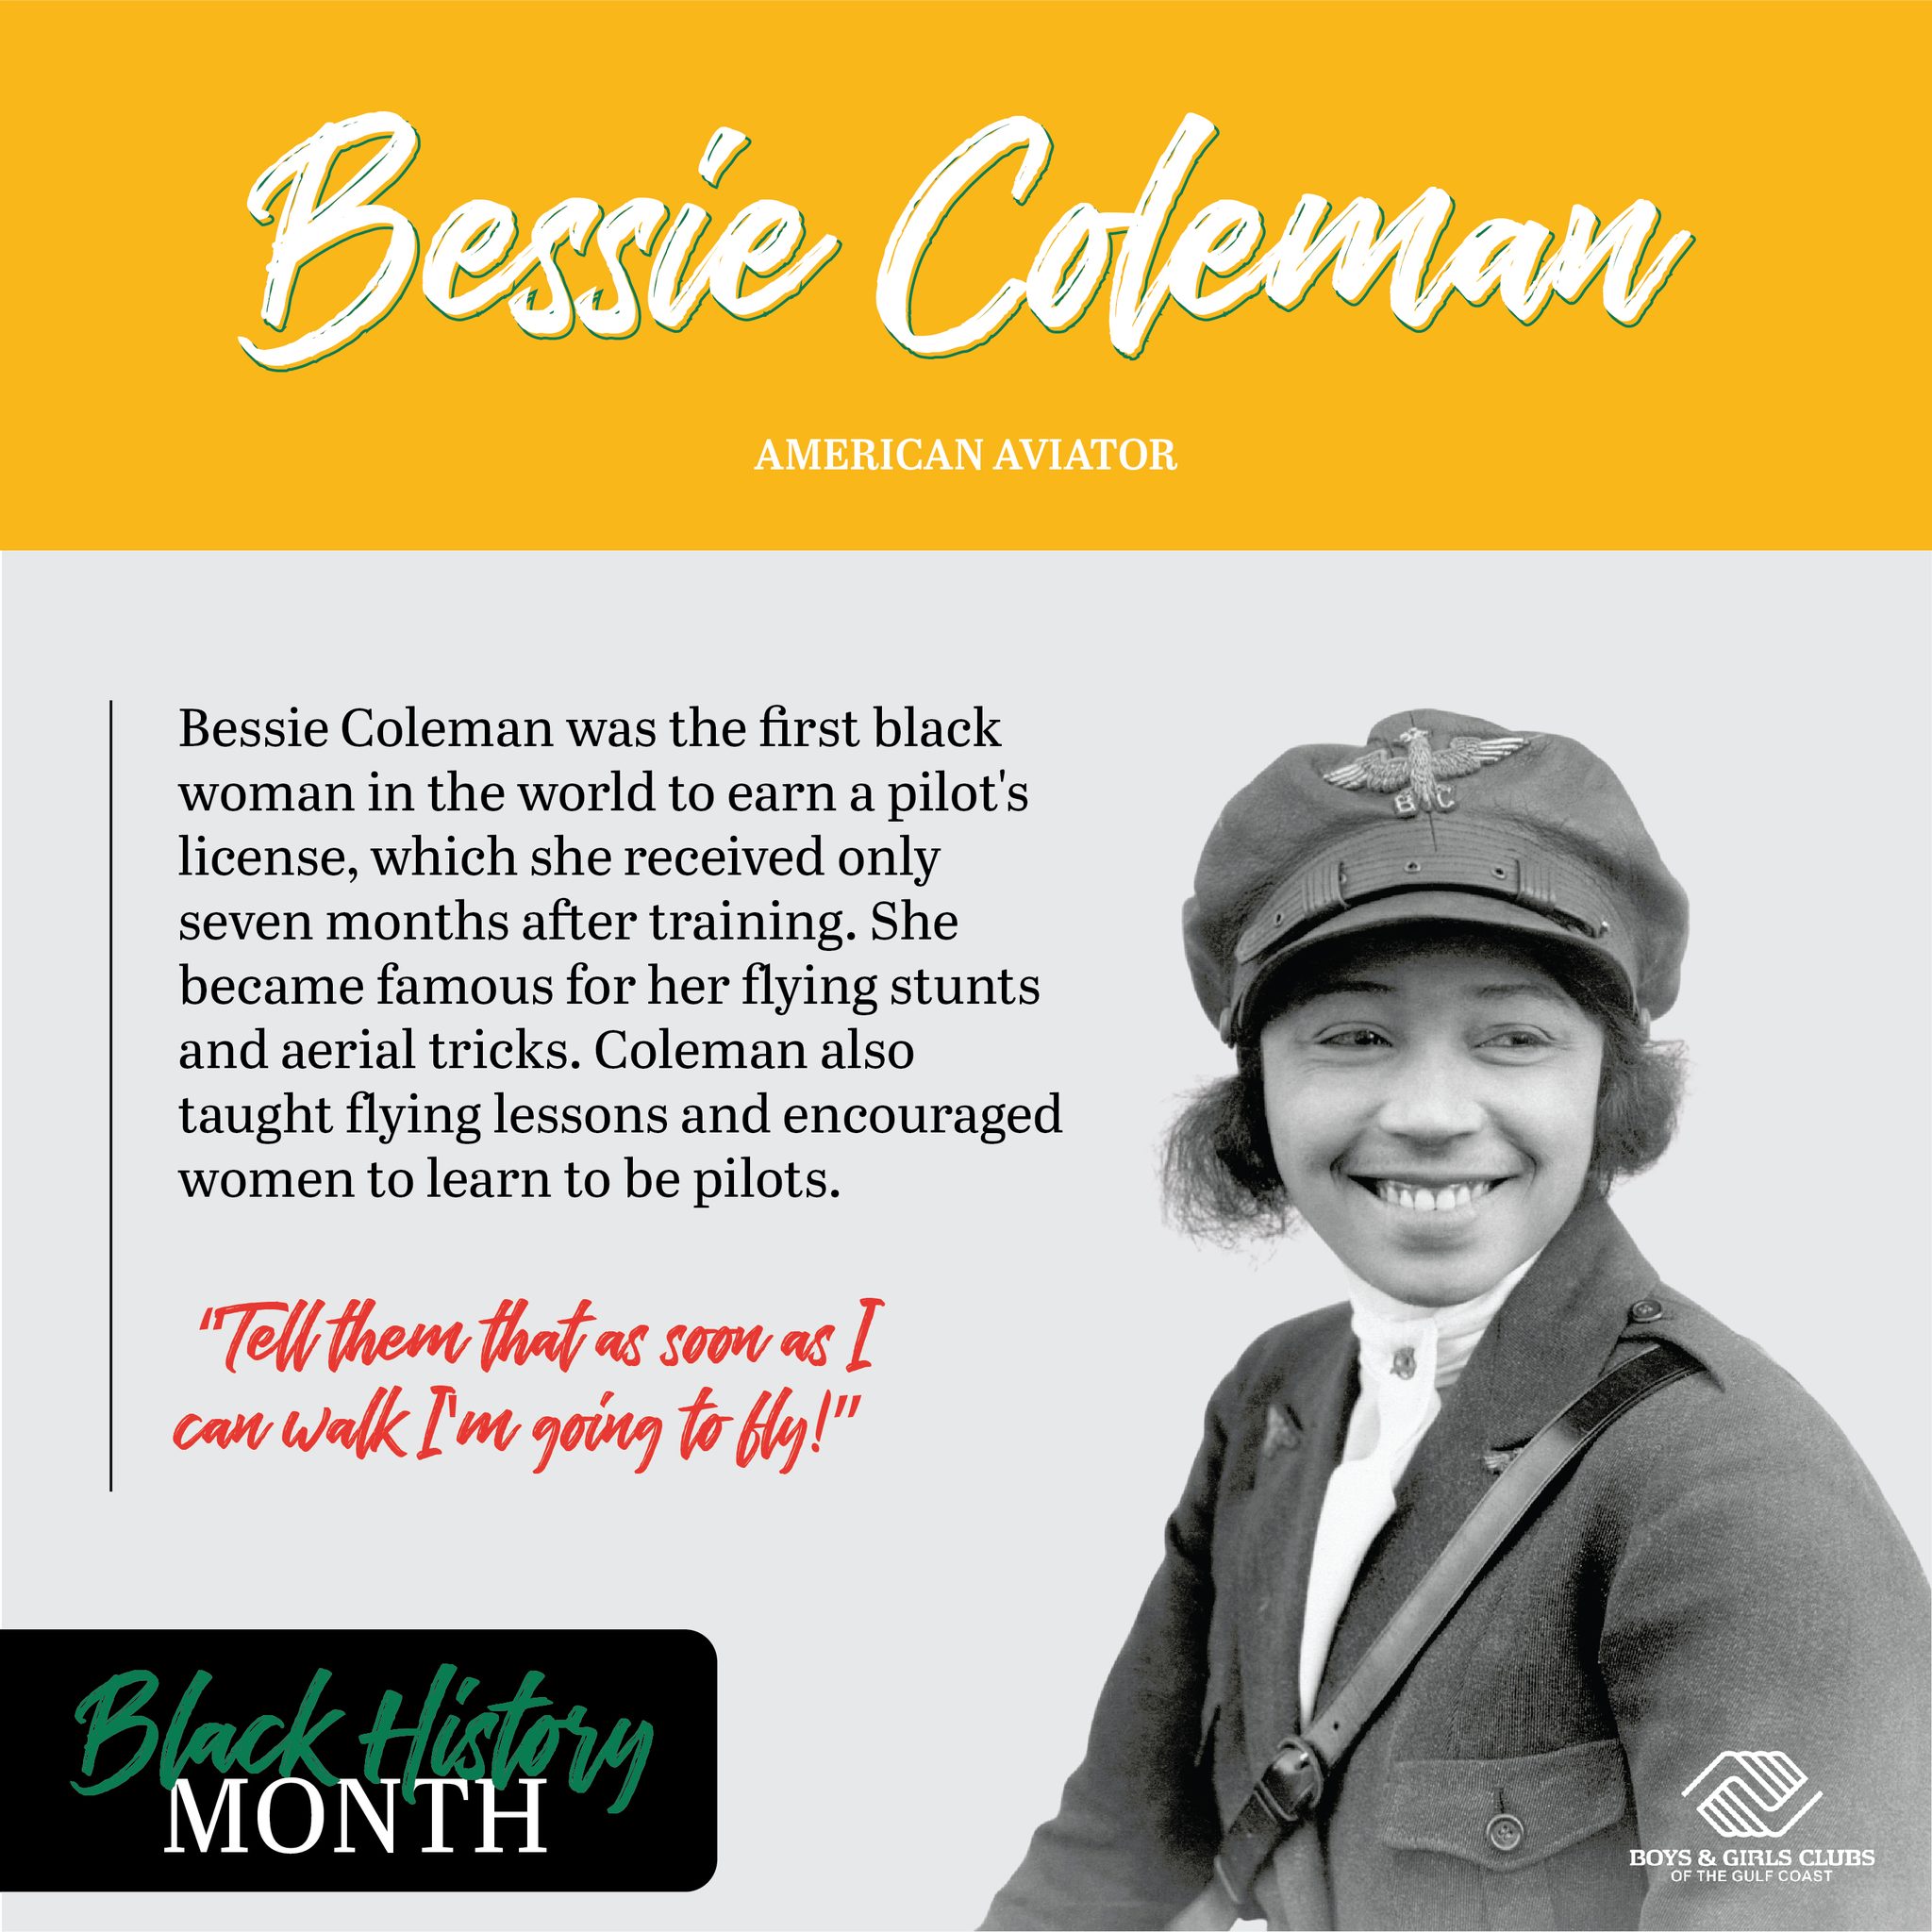 Bessie Coleman
AMERICAN AVIATOR
Bessie Coleman was the first black
woman in the world to earn a pilot's
license, which she received only
seven months after training. She
became famous for her flying stunts
and aerial tricks. Coleman also
taught flying lessons and encouraged
women to learn to be pilots.
“Tell them that as soon as I
can walk I'm going to fly!”
B C
Black History
MONTH
BOYS & GIRLS CLUBS
OF THE GULF COAST